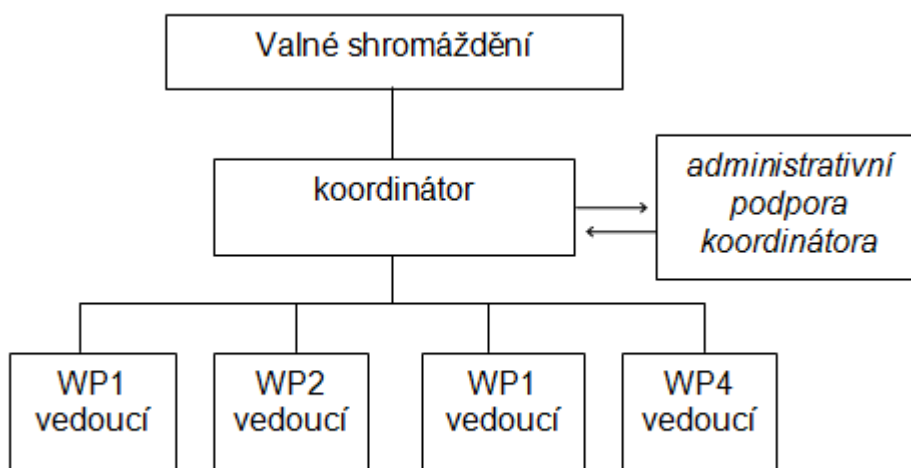 Valné shromáždění
koordinátor
administrativní
podpora
koordinátora
WP1
vedoucí
WP2
vedoucí
WP1
vedoucí
WP4
vedoucí